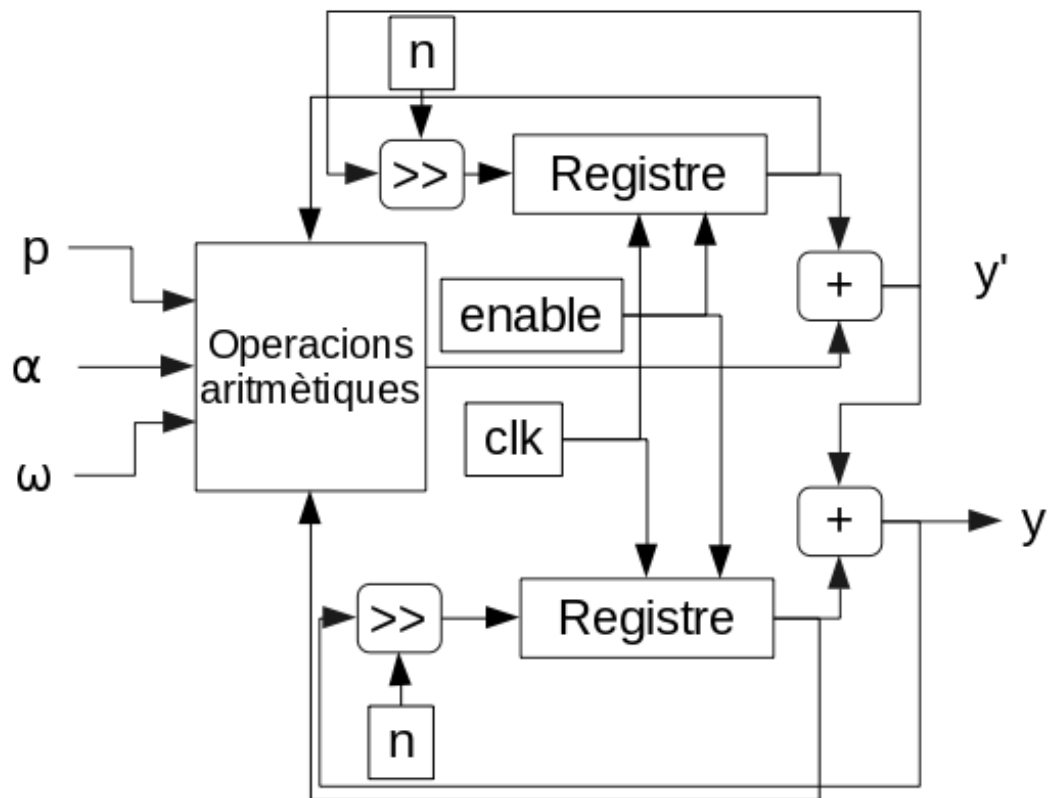 n
>>
Registre
p
enable
+
y'
Operacions
aritmètiques
α
clk
ω
+
y
>>
Registre
n